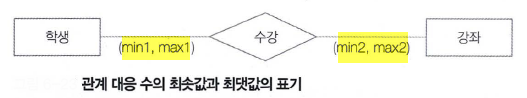 학생 수강 강좌
(min1, max1) (min2, max2)
관계 대응 수의 최솟값과 최댓값의 표기